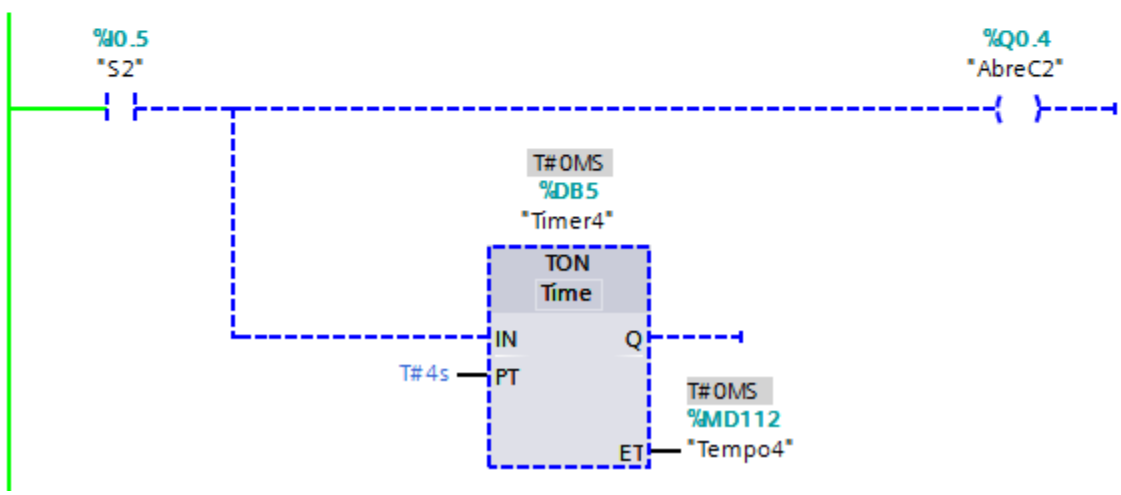 %I0.5
"S2"
%Q0.4
"AbreC2"
T#0MS
%DB5
"Timer4"
TON
Time
IN
Q
T#4s
PT
T#0MS
%MD112
ET
"Tempo4"